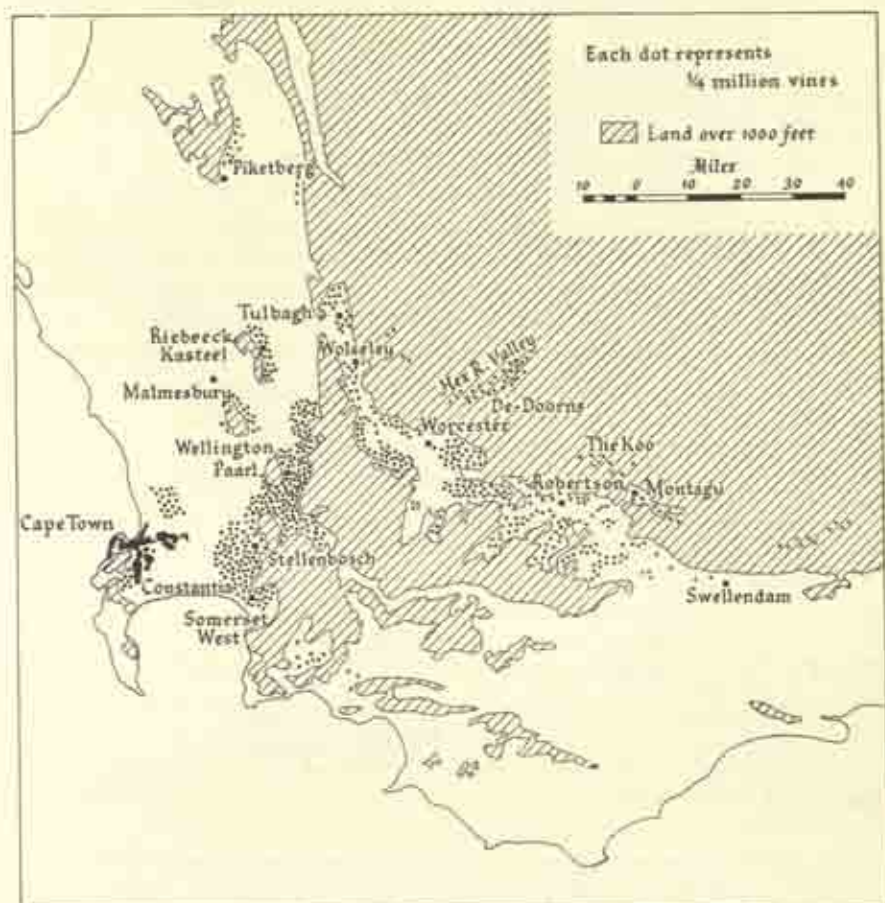 Each dot represents
¼ million vines
Land over 1000 feet
Miles
10 0 10 20 30 40
Piketberg
Tulbagh
Riebeeck
Kasteel
Wolseley
Hex R. Valley
Malmesbury
De-Doorns
Worcester
Wellington
The Koo
Paarl
Robertson
Montagu
Cape Town
Stellenbosch
Constantia
Swellendam
Somerset
West